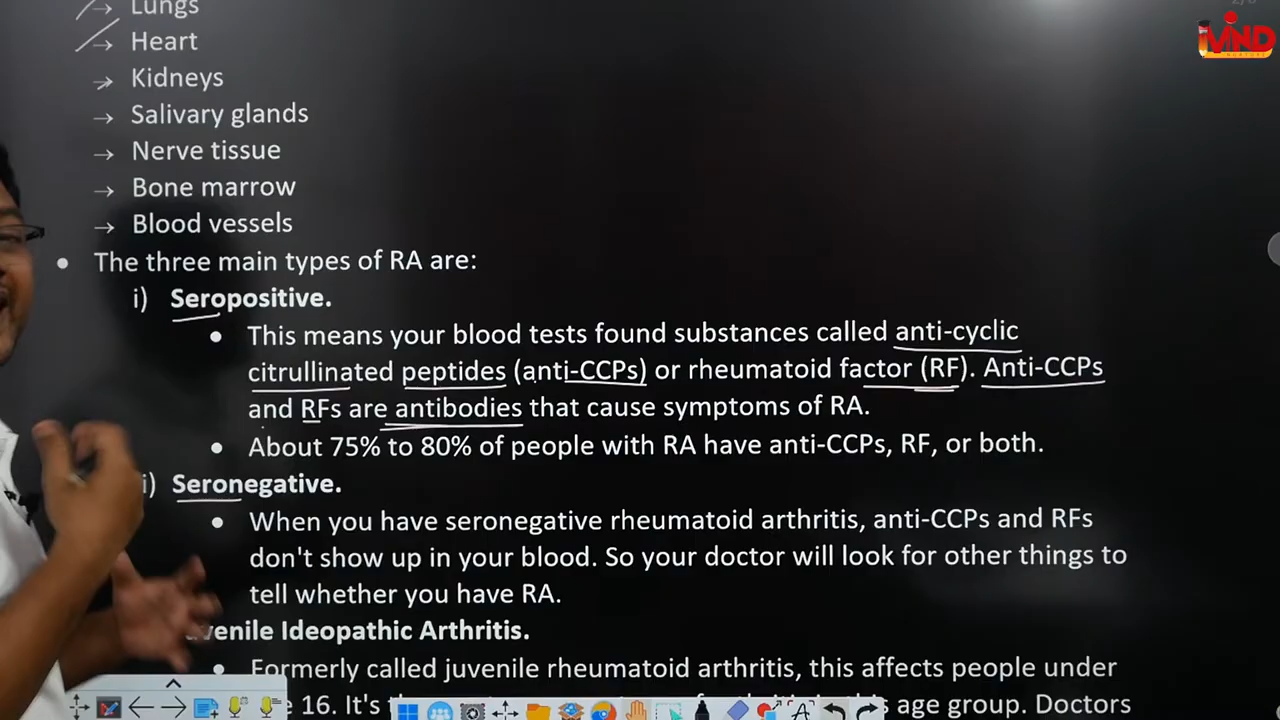 Lungs
→ Heart
→ Kidneys
→ Salivary glands
→ Nerve tissue
→ Bone marrow
→ Blood vessels
• The three main types of RA are:
i) Seropositive.
• This means your blood tests found substances called anti-cyclic
citrullinated peptides (anti-CCPs) or rheumatoid factor (RF). Anti-CCPs
and RFs are antibodies that cause symptoms of RA.
• About 75% to 80% of people with RA have anti-CCPs, RF, or both.
i) Seronegative.
• When you have seronegative rheumatoid arthritis, anti-CCPs and RFs
don't show up in your blood. So your doctor will look for other things to
tell whether you have RA.
venile Ideopathic Arthritis.
• Formerly called juvenile rheumatoid arthritis, this affects people under
16. It's age group. Doctors